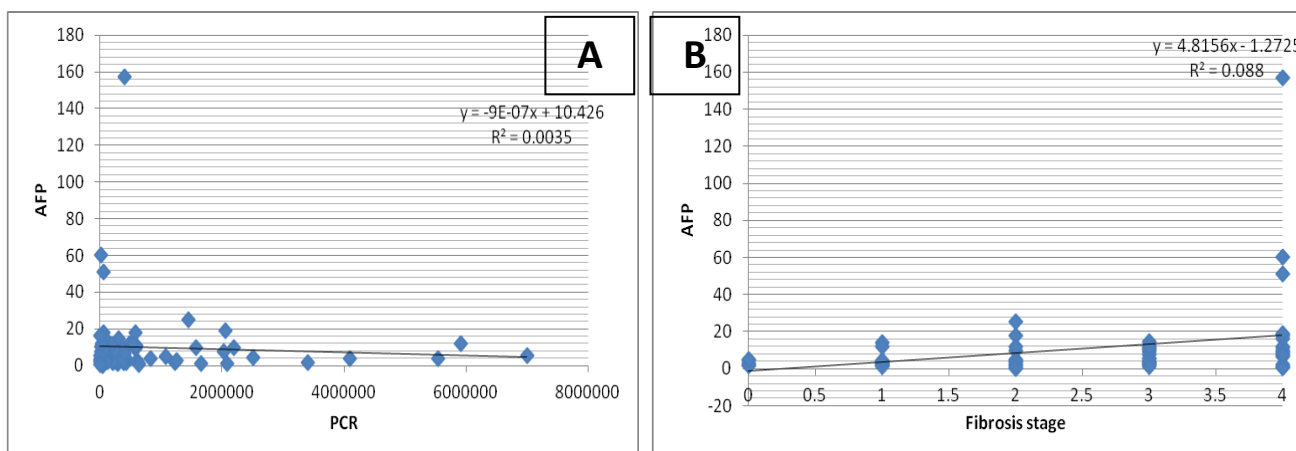 A
180
160
140
120
100
80
60
40
20
0
AFP
y = -9E-07x + 10.426
R² = 0.0035
0 2000000 4000000 6000000 8000000
PCR
B
180
160
140
120
100
80
60
40
20
0
-20
AFP
y = 4.8156x - 1.2725
R² = 0.088
0 0.5 1 1.5 2 2.5 3 3.5 4
Fibrosis stage